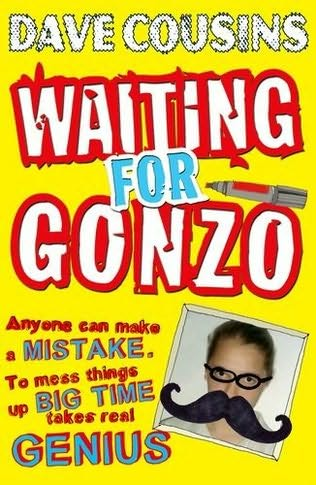 DAVE COUSINS
WAITING
FOR
GONZO
Anyone can make
a MISTAKE.
To mess things
up BIG TIME
takes real
GENIUS